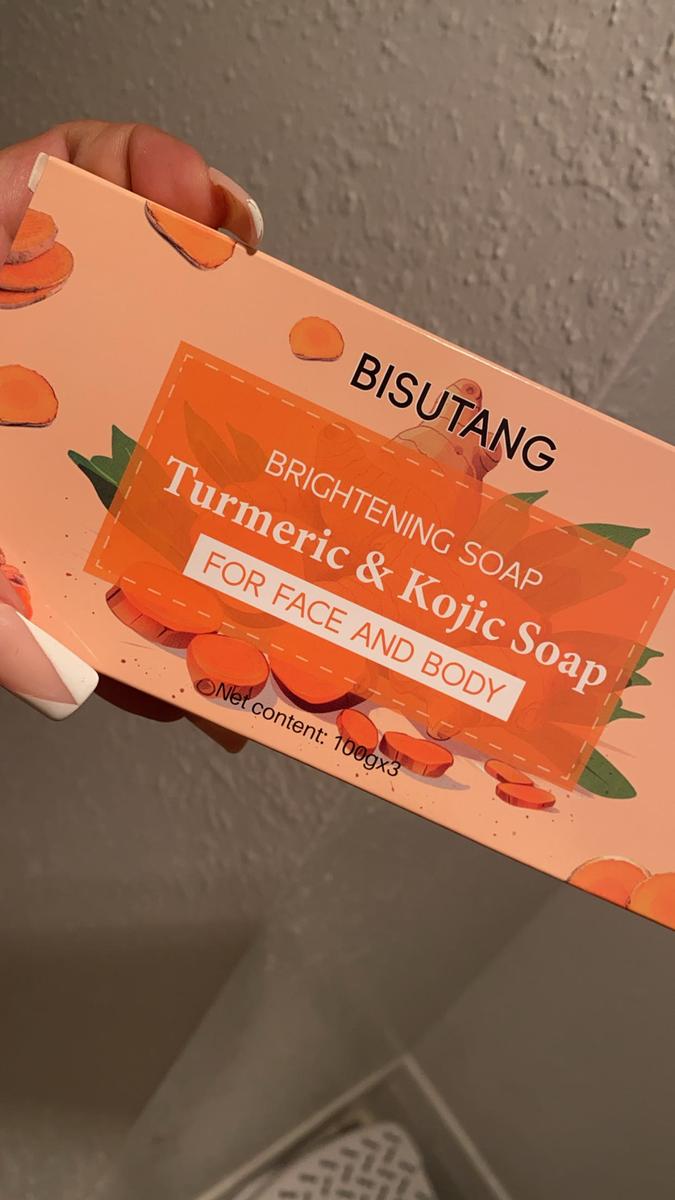 BISUTANG
BRIGHTENING SOAP
Turmeric & Kojic Soap
FOR FACE AND BODY
Net content: 100gx3